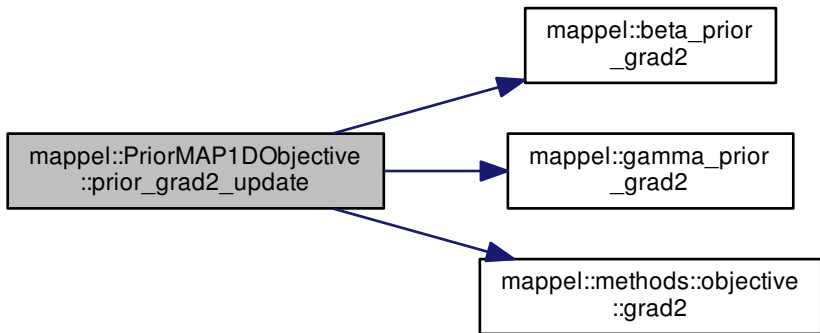 mappel::beta_prior
_grad2
mappel::PriorMAP1DObjective
::prior_grad2_update
mappel::gamma_prior
_grad2
mappel::methods::objective
::grad2